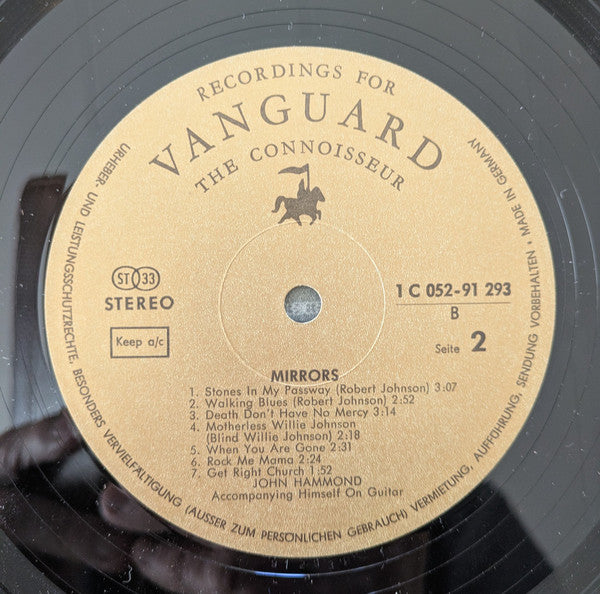 RECORDINGS FOR
VANGUARD
THE CONNOISSEUR
ST 33
STEREO
Keep a/c
1 C 052-91 293
B
Seite 2
MIRRORS
1. Stones In My Passway (Robert Johnson) 3:07
2. Walking Blues (Robert Johnson) 2:52
3. Death Don't Have No Mercy 3:14
4. Motherless Willie Johnson
(Blind Willie Johnson) 2:18
5. When You Are Gone 2:31
6. Rock Me Mama 2:24
7. Get Right Church 1:52
JOHN HAMMOND
Accompanying Himself On Guitar
URHEBER- UND LEISTUNGSSCHUTZRECHTE, BESONDERS VERVIELFÄLTIGUNG (AUSSER ZUM PERSÖNLICHEN GEBRAUCH) VERMIETUNG, AUFFÜHRUNG, SENDUNG VORBEHALTEN • MADE IN GERMANY